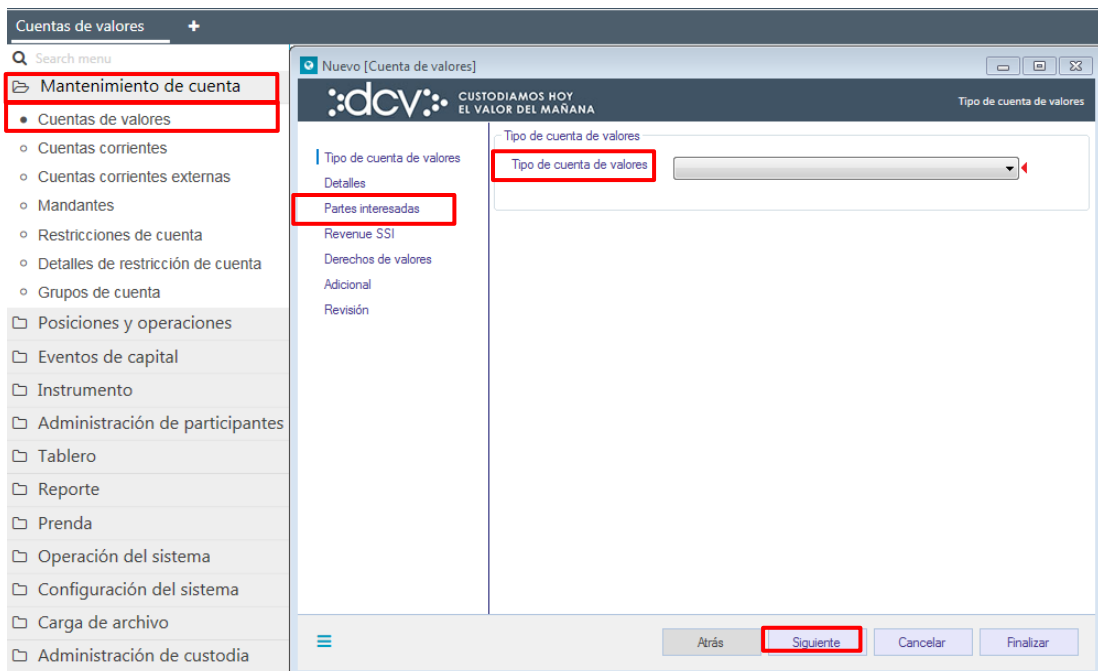 Cuentas de valores +
Search menu
Mantenimiento de cuenta
Cuentas de valores
Cuentas corrientes
Cuentas corrientes externas
Mandantes
Restricciones de cuenta
Detalles de restricción de cuenta
Grupos de cuenta
Posiciones y operaciones
Eventos de capital
Instrumento
Administración de participantes
Tablero
Reporte
Prenda
Operación del sistema
Configuración del sistema
Carga de archivo
Administración de custodia
Nuevo [Cuenta de valores]
dcv CUSTODIAMOS HOY
EL VALOR DEL MAÑANA
Tipo de cuenta de valores
Tipo de cuenta de valores
Detalles
Partes interesadas
Revenue SSI
Derechos de valores
Adicional
Revisión
Tipo de cuenta de valores
Tipo de cuenta de valores
Atrás Siguiente Cancelar Finalizar